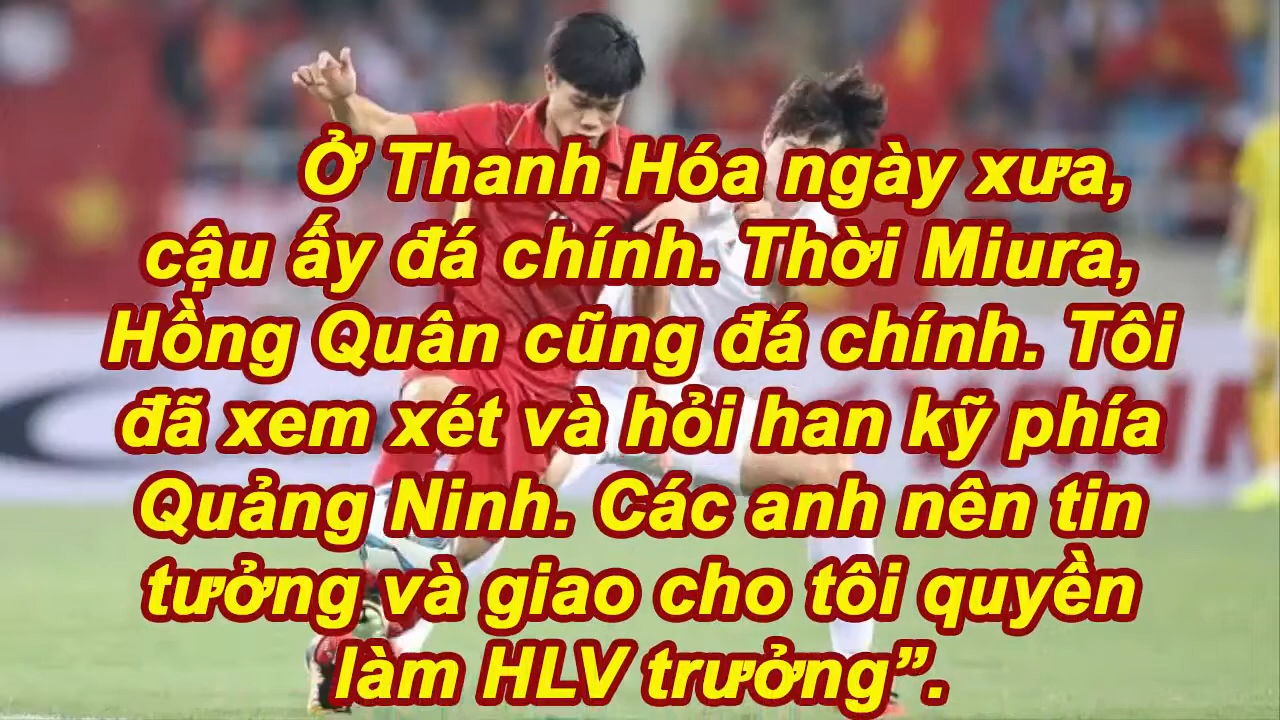 Ở Thanh Hóa ngày xưa,
cậu ấy đá chính. Thời Miura,
Hồng Quân cũng đá chính. Tôi
đã xem xét và hỏi han kỹ phía
Quảng Ninh. Các anh nên tin
tưởng và giao cho tôi quyền
làm HLV trưởng”.